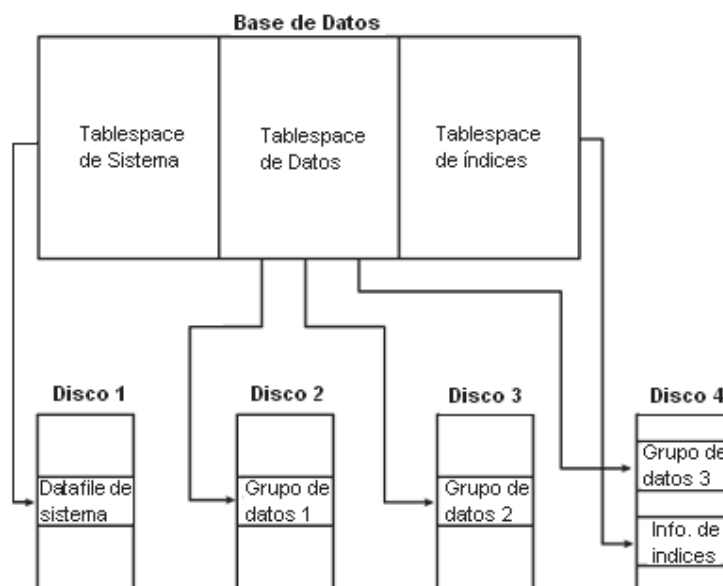 Base de Datos
Tablespace
de Sistema
Tablespace
de Datos
Tablespace
de índices
Disco 1
Disco 2
Disco 3
Disco 4
Datafile de
sistema
Grupo de
datos 1
Grupo de
datos 2
Grupo de
datos 3
Info. de
indices